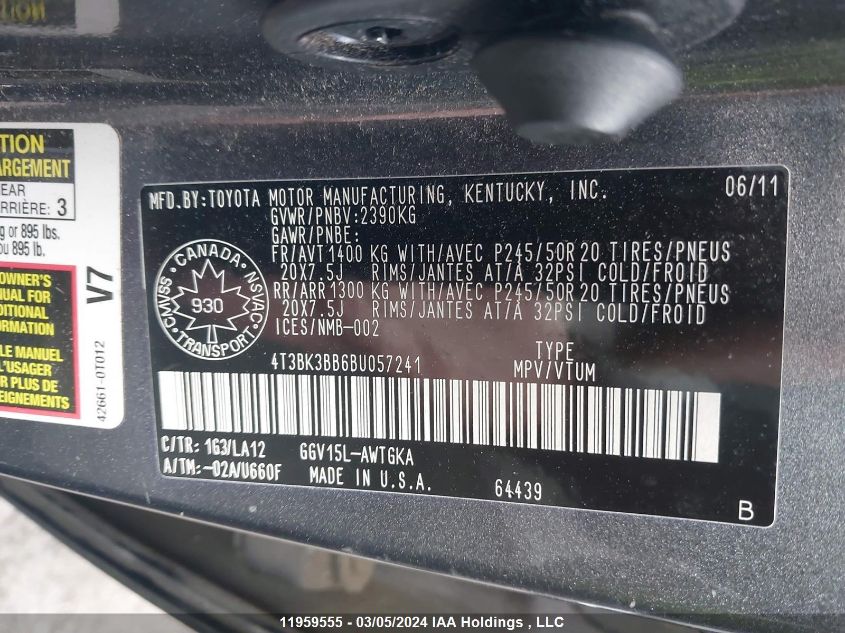 TION
ARGEMENT
EAR
RRIÈRE: 3
g or 895 lbs.
ou 895 lb.
OWNER'S
ANUAL FOR
DITIONAL
FORMATION
LE MANUEL
L'USAGER
R PLUS DE
EIGNEMENTS
V7
42661-0T012
MFD.BY:TOYOTA MOTOR MANUFACTURING, KENTUCKY, INC. 06/11
GVWR/PNBV:2390KG
GAWR/PNBE:
FR/AVT1400 KG WITH/AVEC P245/50R20 TIRES/PNEUS
20X7.5J RIMS/JANTES AT/À 32PSI COLD/FROID
RR/ARR1300 KG WITH/AVEC P245/50R20 TIRES/PNEUS
20X7.5J RIMS/JANTES AT/À 32PSI COLD/FROID
ICES/NMB-002
CANADA
CMVSS NSVAC
930
TRANSPORT
4T3BK3BB6BU057241
TYPE
MPV/VTUM
C/TR: 1G3/LA12 GGV15L-AWTGKA
A/TM:-02A/U660F MADE IN U.S.A. 64439
B
11959555 - 03/05/2024 IAA Holdings , LLC